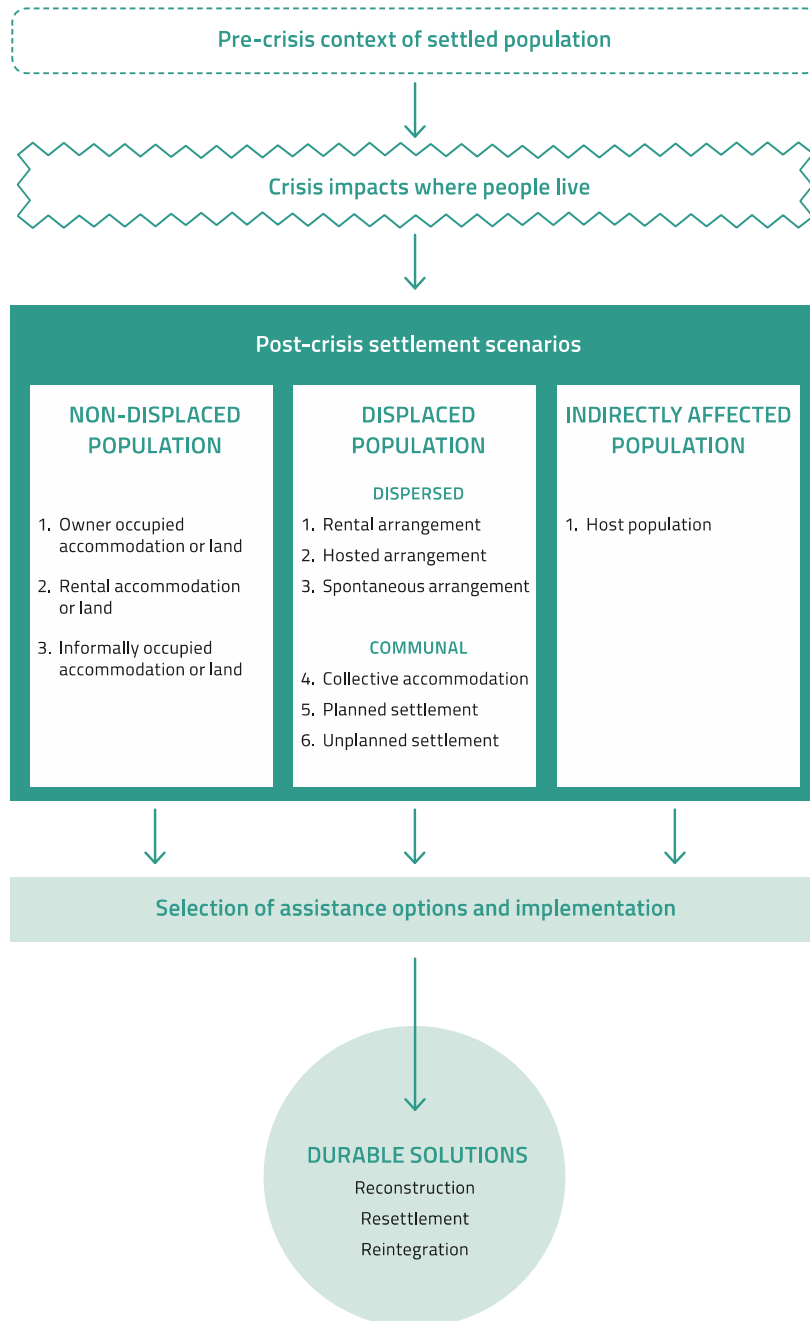 Pre-crisis context of settled population
Crisis impacts where people live
Post-crisis settlement scenarios
NON-DISPLACED
POPULATION
1. Owner occupied
accommodation or land
2. Rental accommodation
or land
3. Informally occupied
accommodation or land
DISPLACED
POPULATION
DISPERSED
1. Rental arrangement
2. Hosted arrangement
3. Spontaneous arrangement
COMMUNAL
4. Collective accommodation
5. Planned settlement
6. Unplanned settlement
INDIRECTLY AFFECTED
POPULATION
1. Host population
Selection of assistance options and implementation
DURABLE SOLUTIONS
Reconstruction
Resettlement
Reintegration